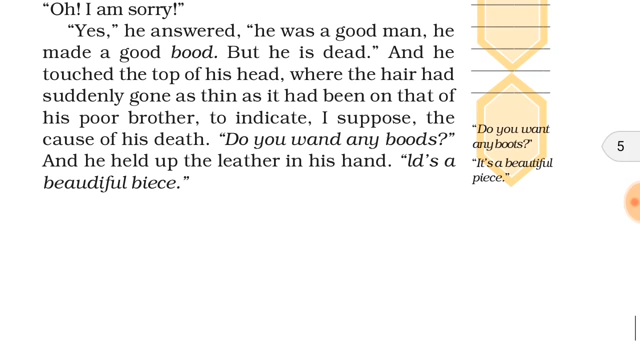 “Oh! I am sorry!”
“Yes,” he answered, “he was a good man, he
made a good bood. But he is dead.” And he
touched the top of his head, where the hair had
suddenly gone as thin as it had been on that of
his poor brother, to indicate, I suppose, the
cause of his death. “Do you wand any boods?”
And he held up the leather in his hand. “ld’s a
beaudiful biece.”
“Do you want
any boots?”
“It’s a beautiful
piece.”
5